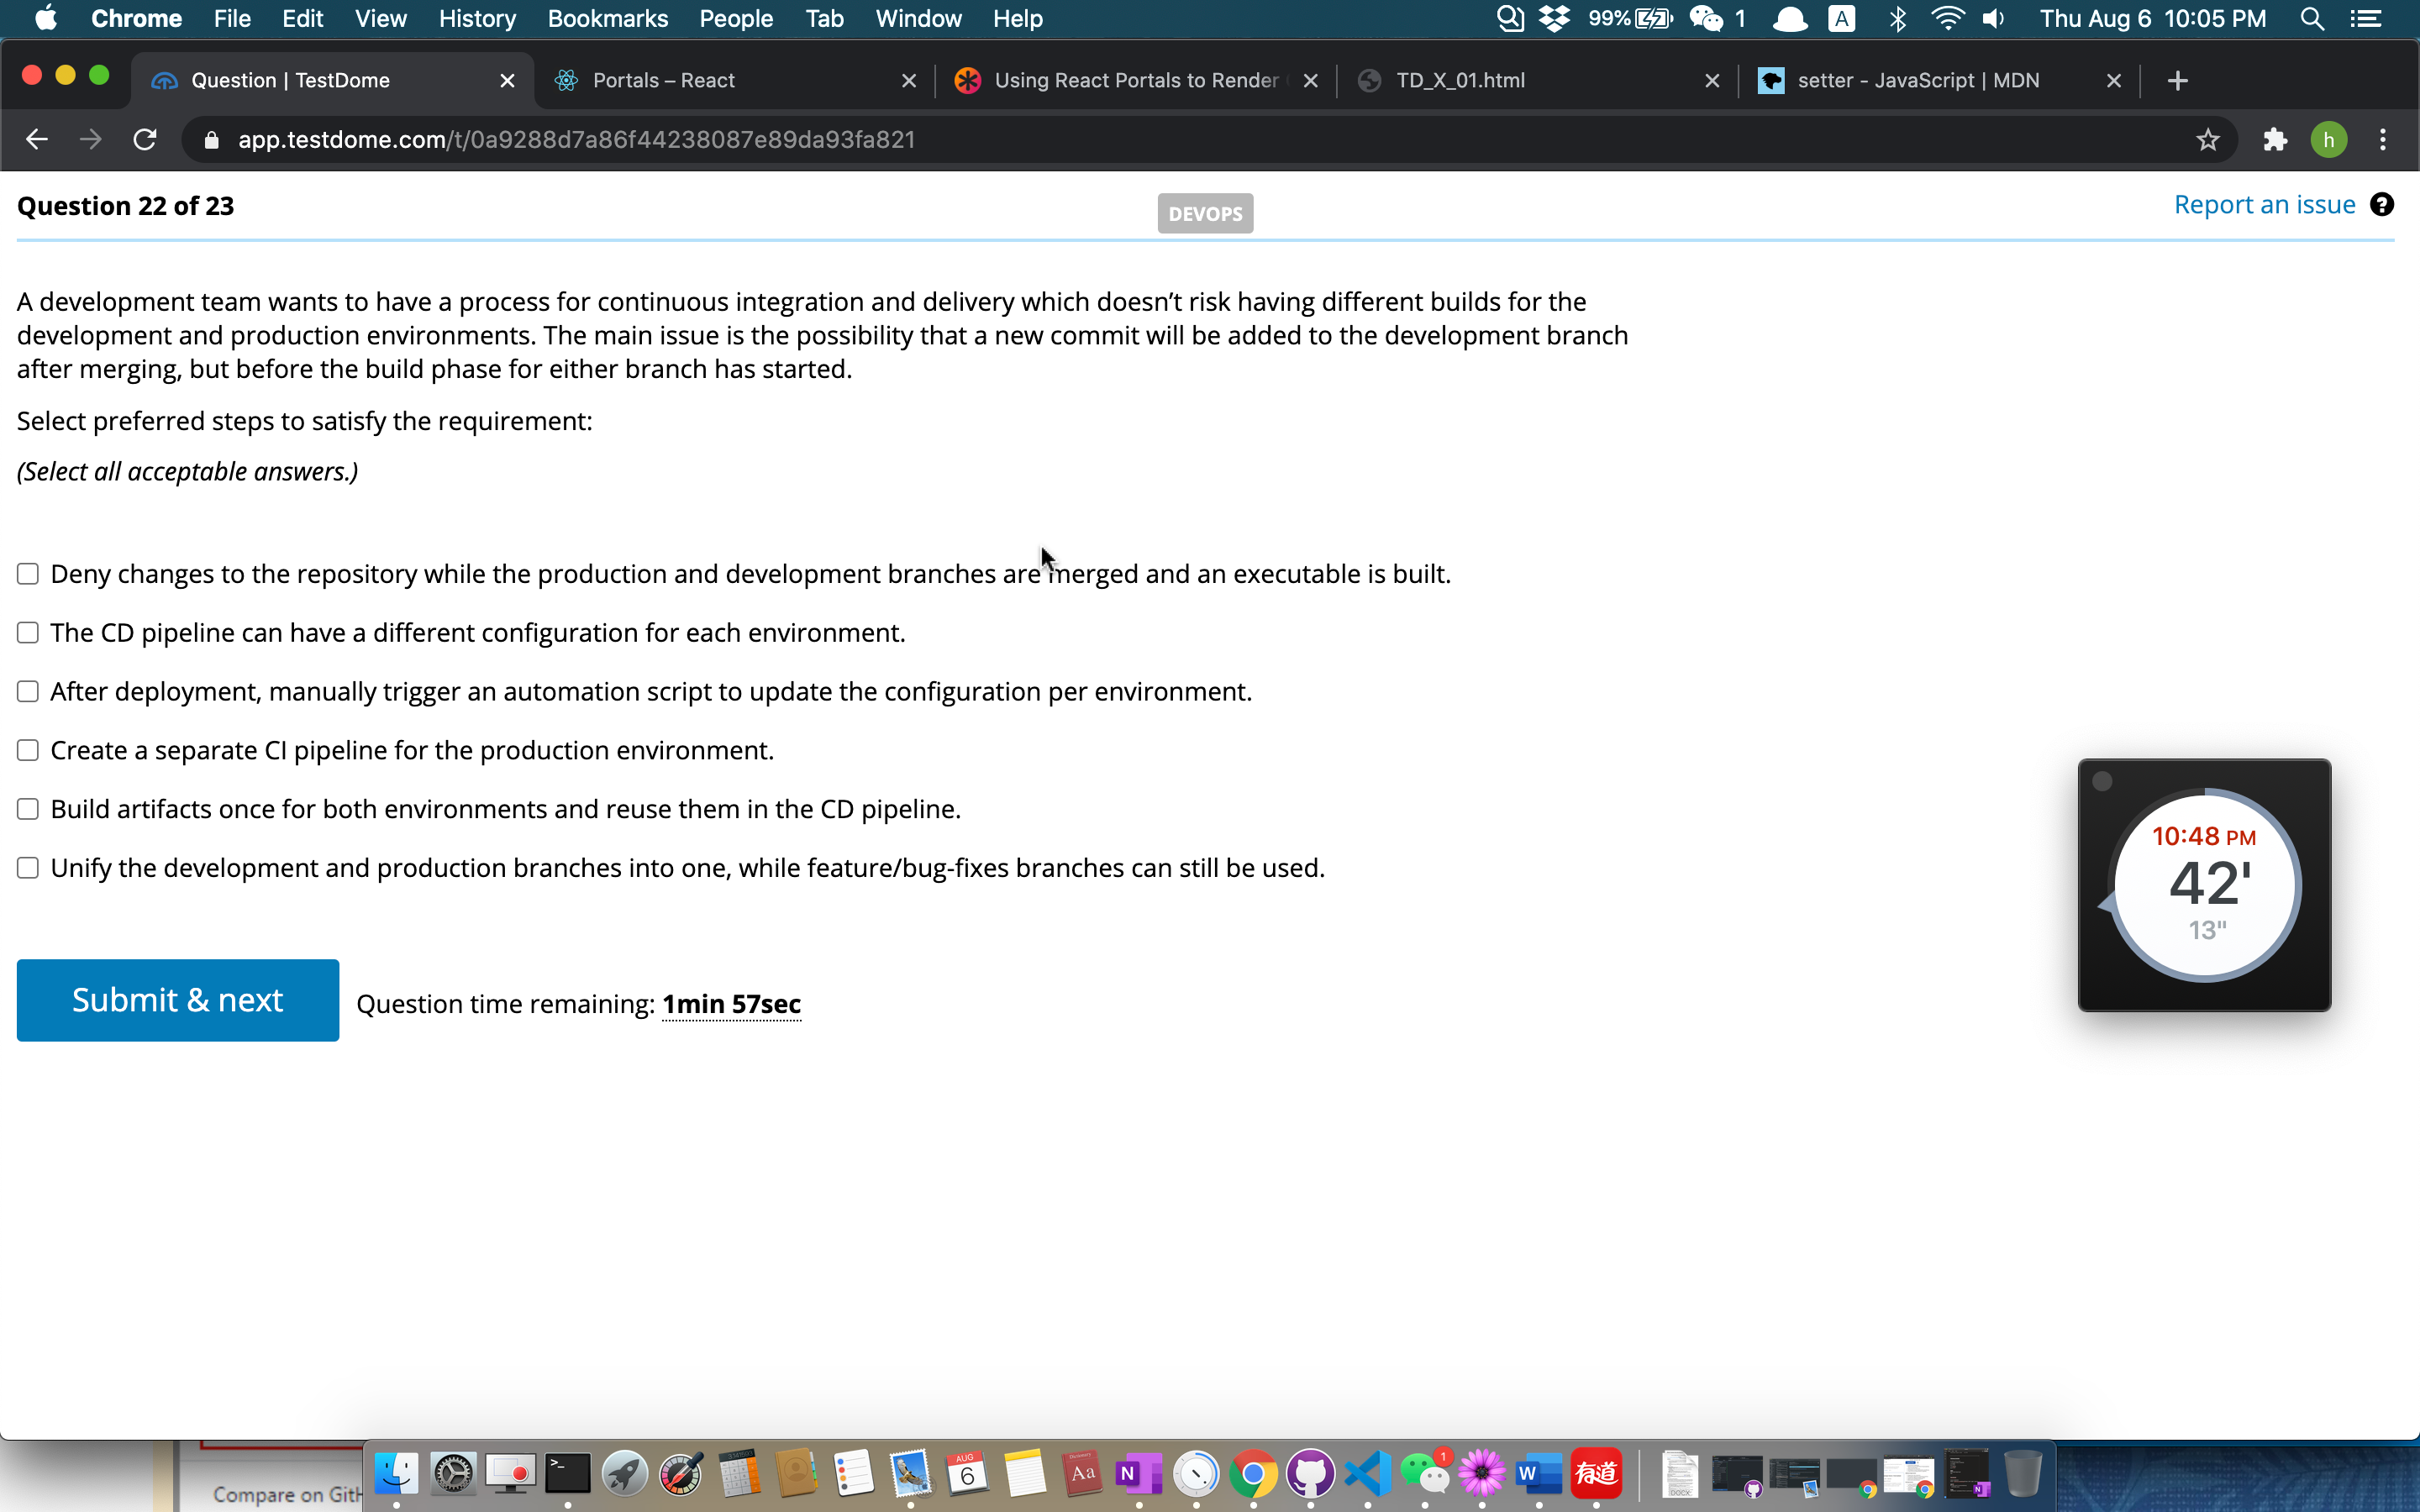 Chrome File Edit View History Bookmarks People Tab Window Help 99% 1 A Thu Aug 6 10:05 PM
Question | TestDome Portals – React Using React Portals to Render TD_X_01.html setter - JavaScript | MDN
app.testdome.com/t/0a9288d7a86f44238087e89da93fa821 h
Question 22 of 23 DEVOPS Report an issue ?
A development team wants to have a process for continuous integration and delivery which doesn’t risk having different builds for the
development and production environments. The main issue is the possibility that a new commit will be added to the development branch
after merging, but before the build phase for either branch has started.
Select preferred steps to satisfy the requirement:
(Select all acceptable answers.)
Deny changes to the repository while the production and development branches are merged and an executable is built.
The CD pipeline can have a different configuration for each environment.
After deployment, manually trigger an automation script to update the configuration per environment.
Create a separate CI pipeline for the production environment.
Build artifacts once for both environments and reuse them in the CD pipeline.
Unify the development and production branches into one, while feature/bug-fixes branches can still be used.
10:48 PM
42'
13"
Submit & next Question time remaining: 1min 57sec
Compare on GitH
AUG
6
Aa
N
1
W
有道
DOCX